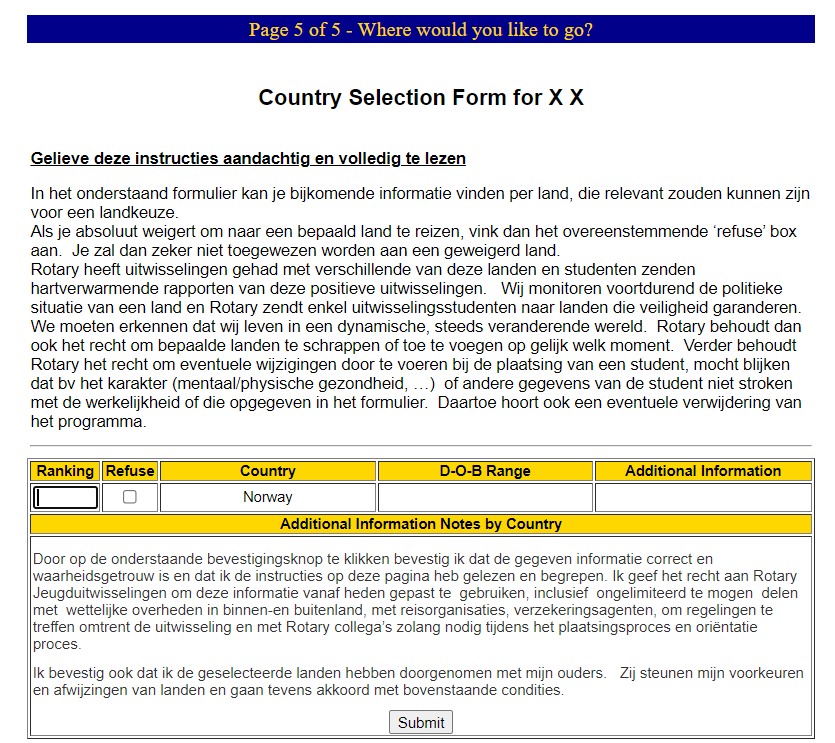 Page 5 of 5 - Where would you like to go?
Country Selection Form for X X
Gelieve deze instructies aandachtig en volledig te lezen
In het onderstaand formulier kan je bijkomende informatie vinden per land, die relevant zouden kunnen zijn
voor een landkeuze.
Als je absoluut weigert om naar een bepaald land te reizen, vink dan het overeenstemmende ‘refuse’ box
aan.  Je zal dan zeker niet toegewezen worden aan een geweigerd land.
Rotary heeft uitwisselingen gehad met verschillende van deze landen en studenten zenden
hartverwarmende rapporten van deze positieve uitwisselingen.   Wij monitoren voortdurend de politieke
situatie van een land en Rotary zendt enkel uitwisselingsstudenten naar landen die veiligheid garanderen.
We moeten erkennen dat wij leven in een dynamische, steeds veranderende wereld.  Rotary behoudt dan
ook het recht om bepaalde landen te schrappen of toe te voegen op gelijk welk moment.  Verder behoudt
Rotary het recht om eventuele wijzigingen door te voeren bij de plaatsing van een student, mocht blijken
dat bv het karakter (mentaal/physische gezondheid, …)  of andere gegevens van de student niet stroken
met de werkelijkheid of die opgegeven in het formulier.  Daartoe hoort ook een eventuele verwijdering van
het programma.
Ranking Refuse Country D-O-B Range Additional Information
Norway
Additional Information Notes by Country
Door op de onderstaande bevestigingsknop te klikken bevestig ik dat de gegeven informatie correct en
waarheidsgetrouw is en dat ik de instructies op deze pagina heb gelezen en begrepen. Ik geef het recht aan Rotary
Jeugduitwisselingen om deze informatie vanaf heden gepast te  gebruiken, inclusief  ongelimiteerd te mogen  delen
met  wettelijke overheden in binnen-en buitenland, met reisorganisaties, verzekeringsagenten, om regelingen te
treffen omtrent de uitwisseling en met Rotary collega’s zolang nodig tijdens het plaatsingsproces en oriëntatie
proces.
Ik bevestig ook dat ik de geselecteerde landen hebben doorgenomen met mijn ouders.   Zij steunen mijn voorkeuren
en afwijzingen van landen en gaan tevens akkoord met bovenstaande condities.
Submit